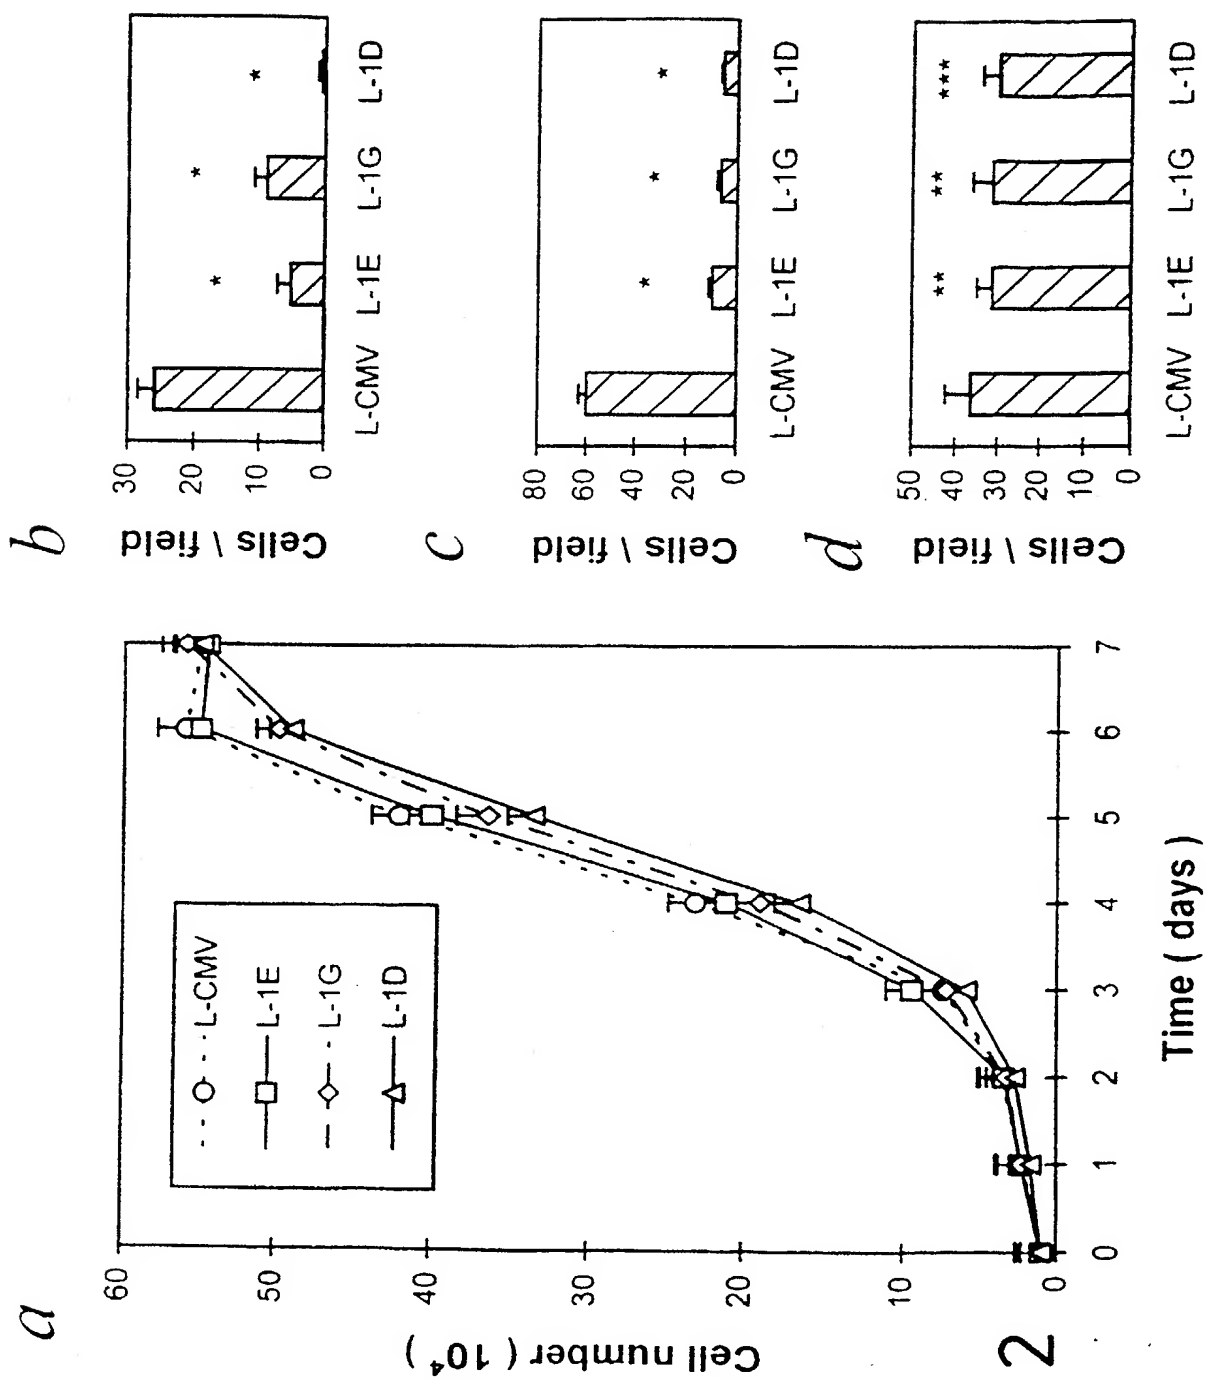 a
Cell number ( 10⁴ )
60
50
40
30
20
10
0
L-CMV
L-1E
L-1G
L-1D
0 1 2 3 4 5 6 7
Time ( days )
2
b
Cells \ field
30
20
10
0
* * *
L-CMV L-1E L-1G L-1D
c
Cells \ field
80
60
40
20
0
* * *
L-CMV L-1E L-1G L-1D
d
Cells \ field
50
40
30
20
10
0
** ** ***
L-CMV L-1E L-1G L-1D